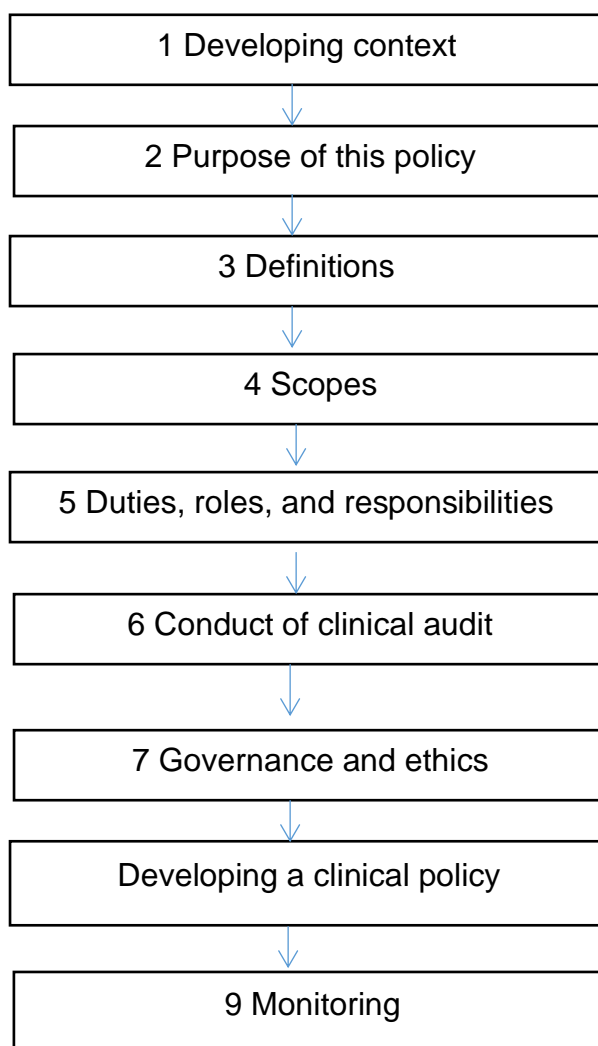 1 Developing context
2 Purpose of this policy
3 Definitions
4 Scopes
5 Duties, roles, and responsibilities
6 Conduct of clinical audit
7 Governance and ethics
Developing a clinical policy
9 Monitoring